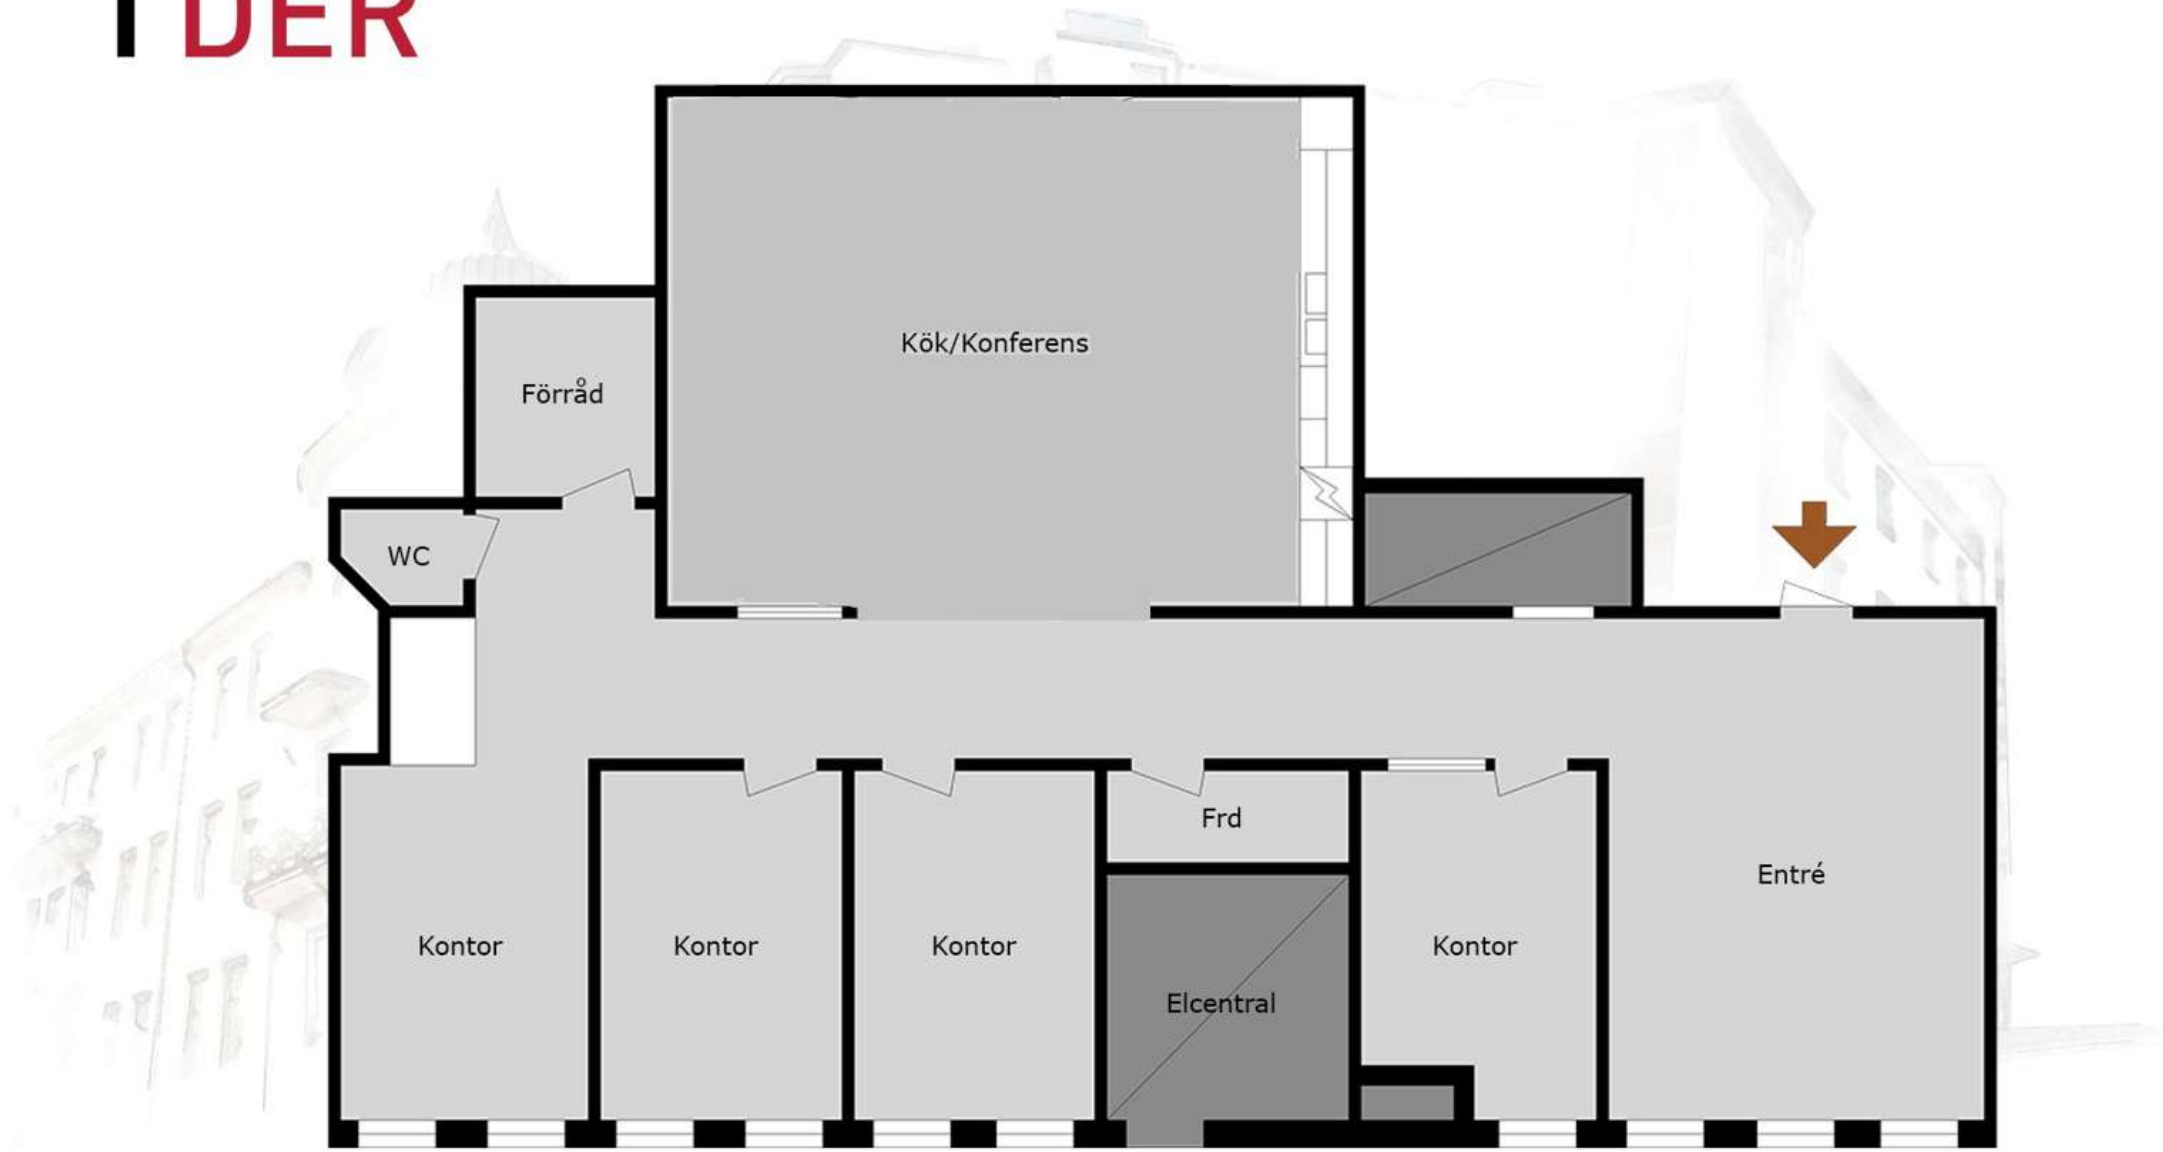 DER
Kök/Konferens
Förråd
WC
Frd
Entré
Kontor
Kontor
Kontor
Kontor
Elcentral